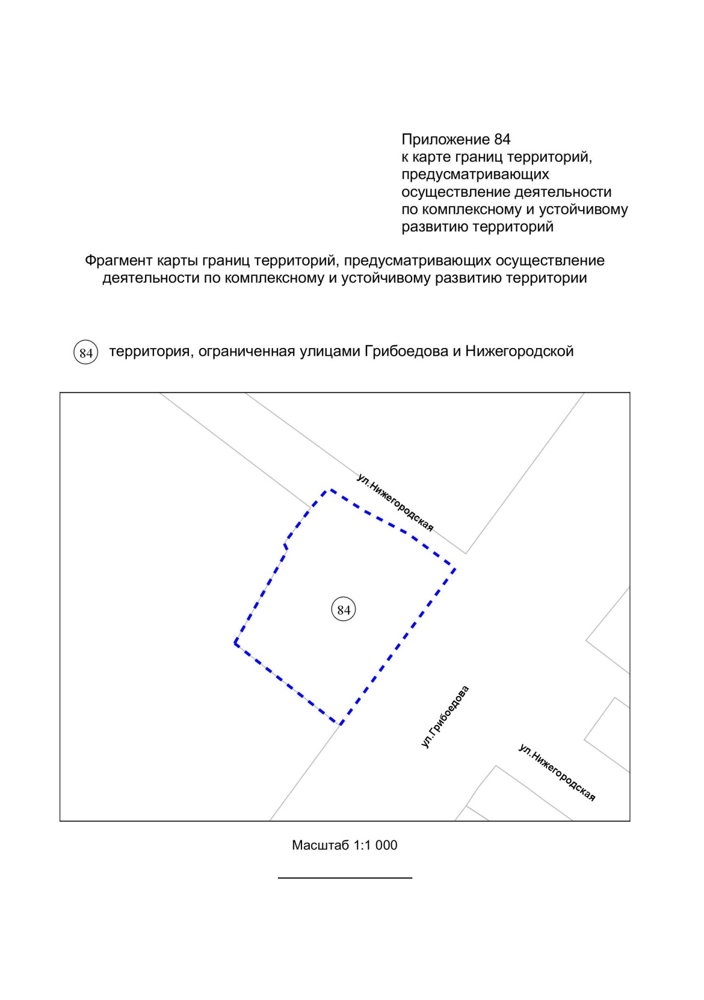 Приложение 84
к карте границ территорий,
предусматривающих
осуществление деятельности
по комплексному и устойчивому
развитию территорий
Фрагмент карты границ территорий, предусматривающих осуществление
деятельности по комплексному и устойчивому развитию территории
84 территория, ограниченная улицами Грибоедова и Нижегородской
ул.Нижегородская
84
ул.Грибоедова
ул.Нижегородская
Масштаб 1:1 000